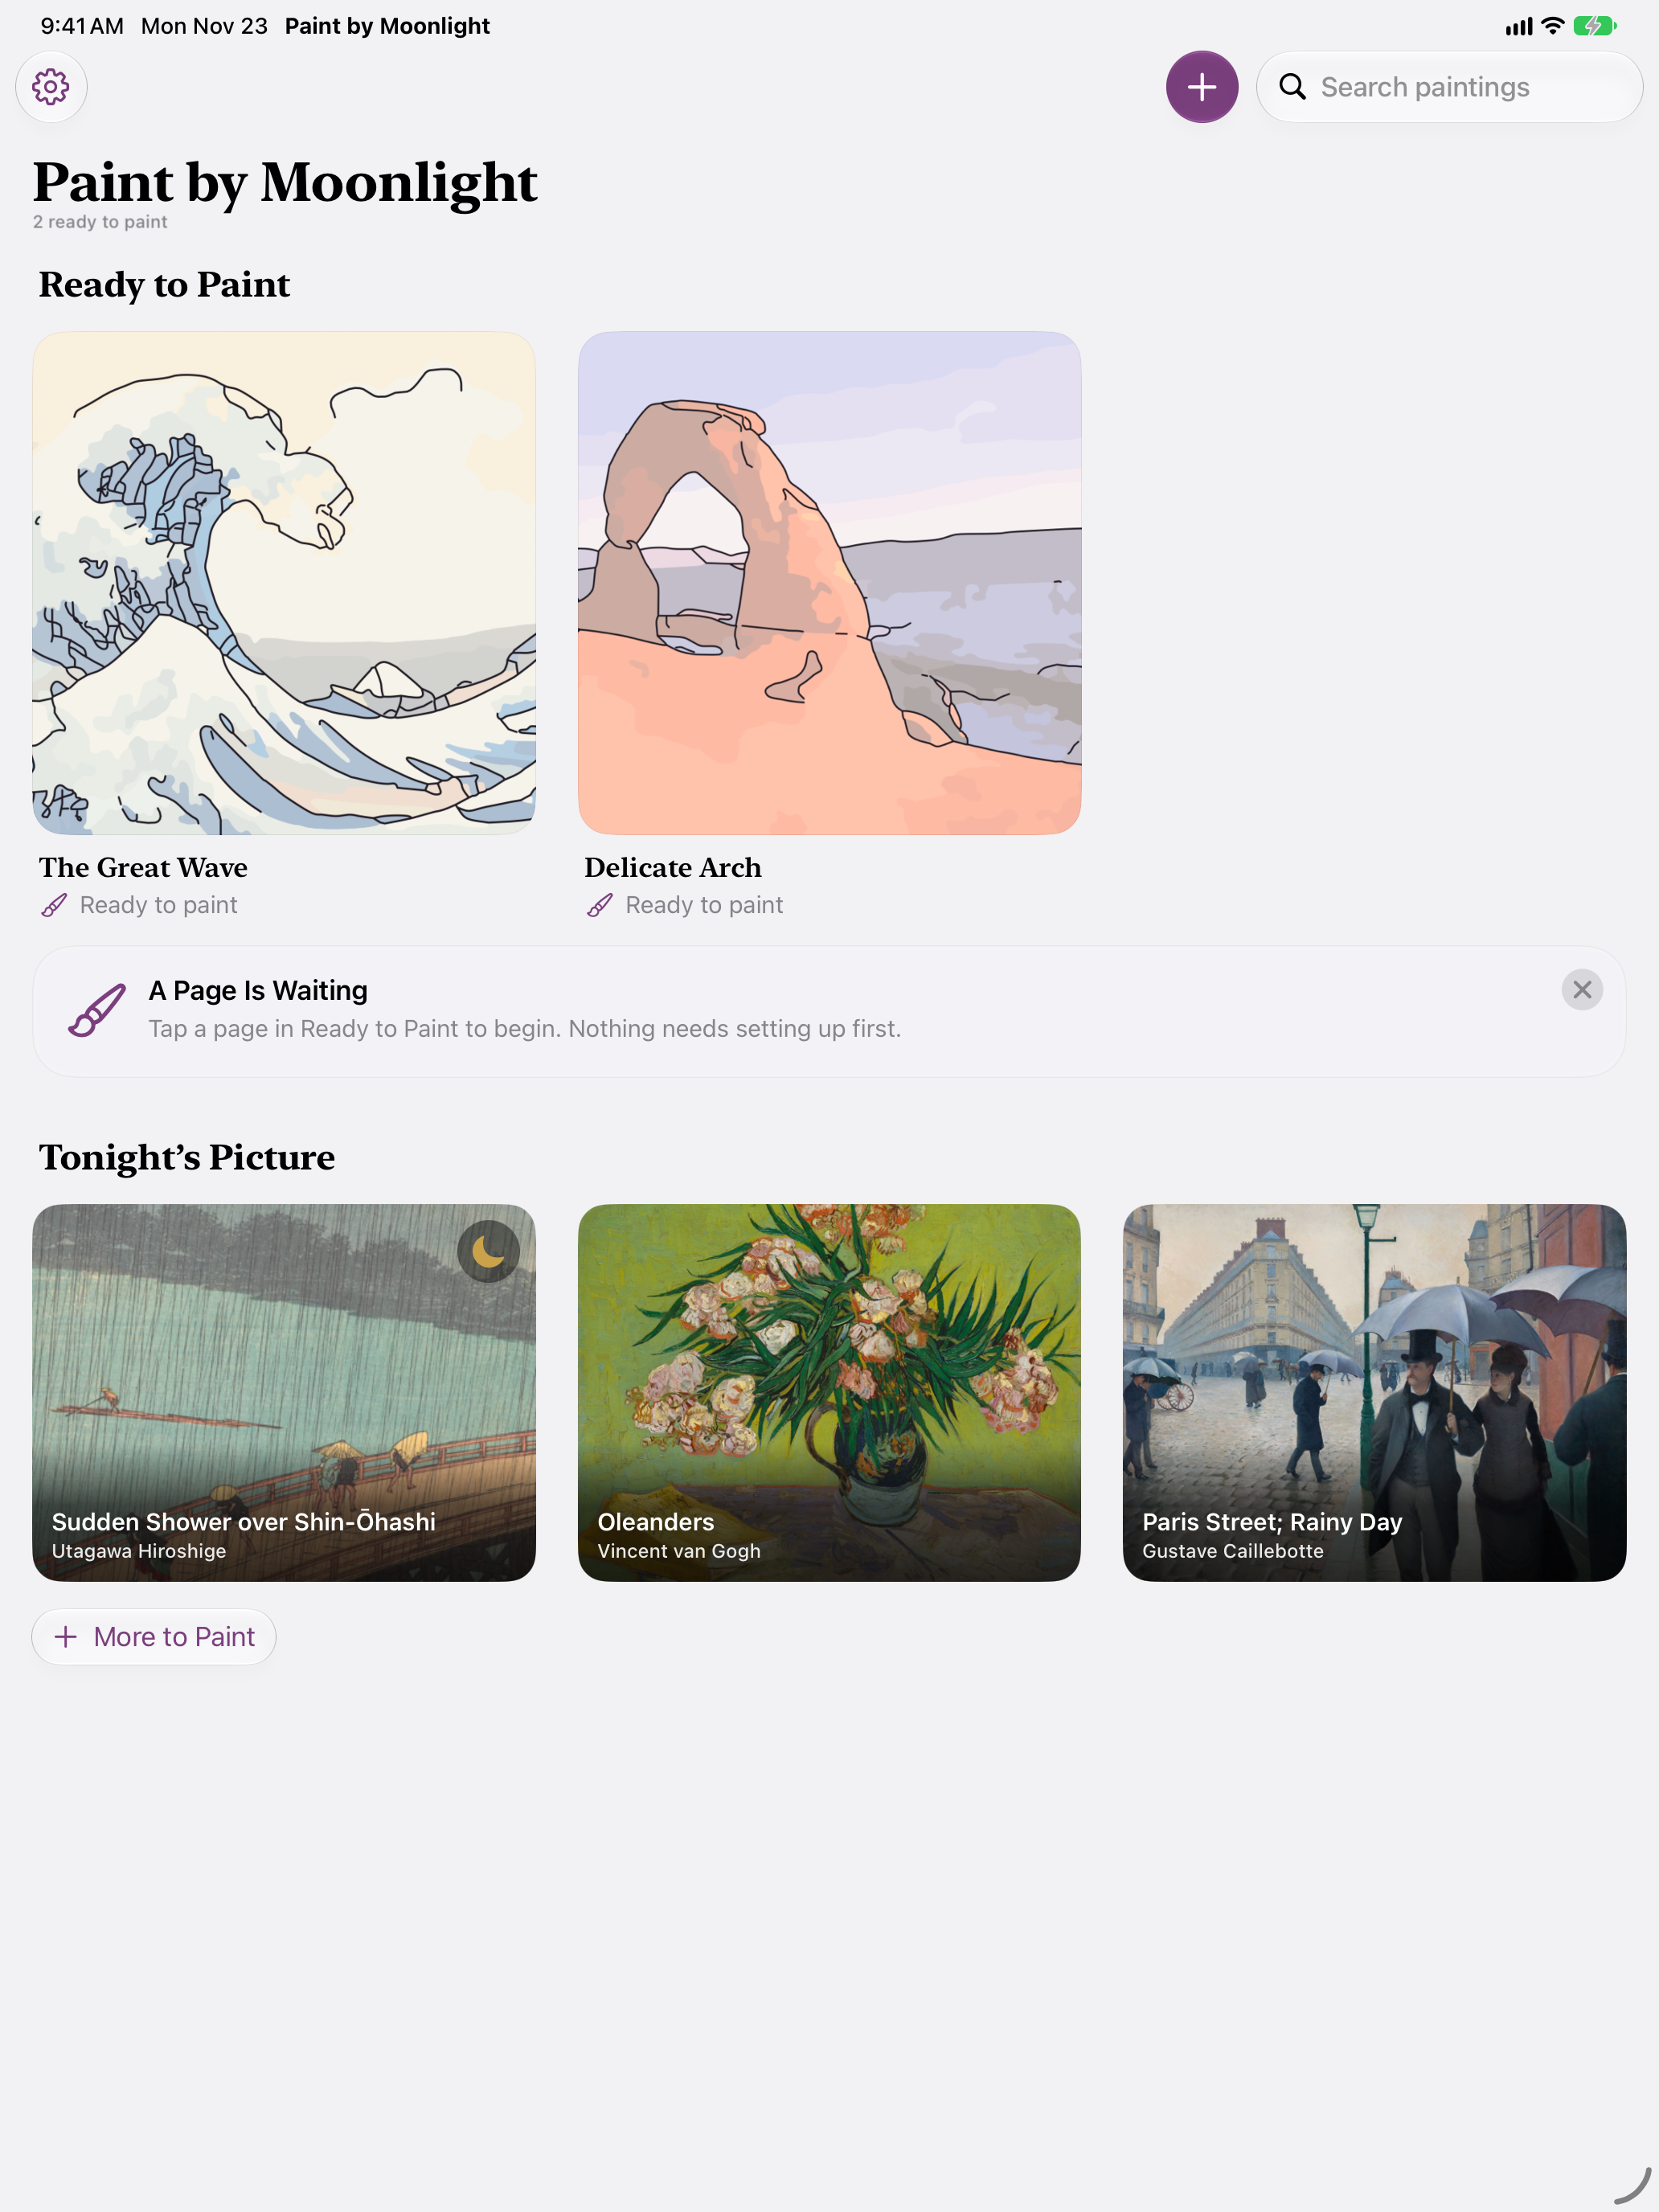 9:41 AM Mon Nov 23 Paint by Moonlight
Search paintings
Paint by Moonlight
2 ready to paint
Ready to Paint
The Great Wave
Ready to paint
Delicate Arch
Ready to paint
A Page Is Waiting
Tap a page in Ready to Paint to begin. Nothing needs setting up first.
Tonight’s Picture
Sudden Shower over Shin-Ōhashi
Utagawa Hiroshige
Oleanders
Vincent van Gogh
Paris Street; Rainy Day
Gustave Caillebotte
More to Paint